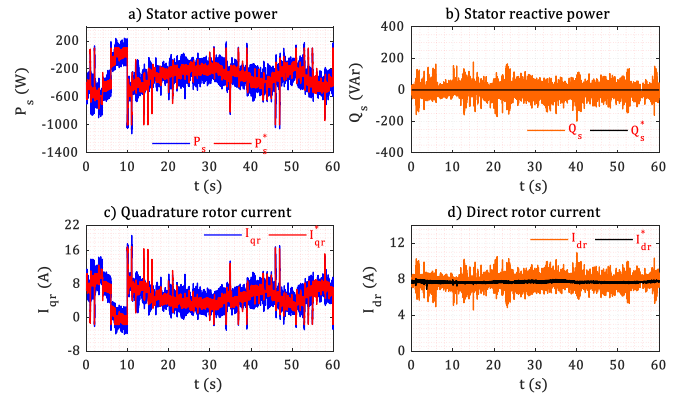 a) Stator active power
200
-200
-600
-1000
-1400
P_s (W)
P_s
P_s^*
0 10 20 30 40 50 60
t (s)
b) Stator reactive power
400
200
0
-200
-400
Q_s (VAr)
Q_s
Q_s^*
0 10 20 30 40 50 60
t (s)
c) Quadrature rotor current
22
16
10
4
-2
-8
I_qr (A)
I_qr
I_qr^*
0 10 20 30 40 50 60
t (s)
d) Direct rotor current
12
8
4
0
I_dr (A)
I_dr
I_dr^*
0 10 20 30 40 50 60
t (s)